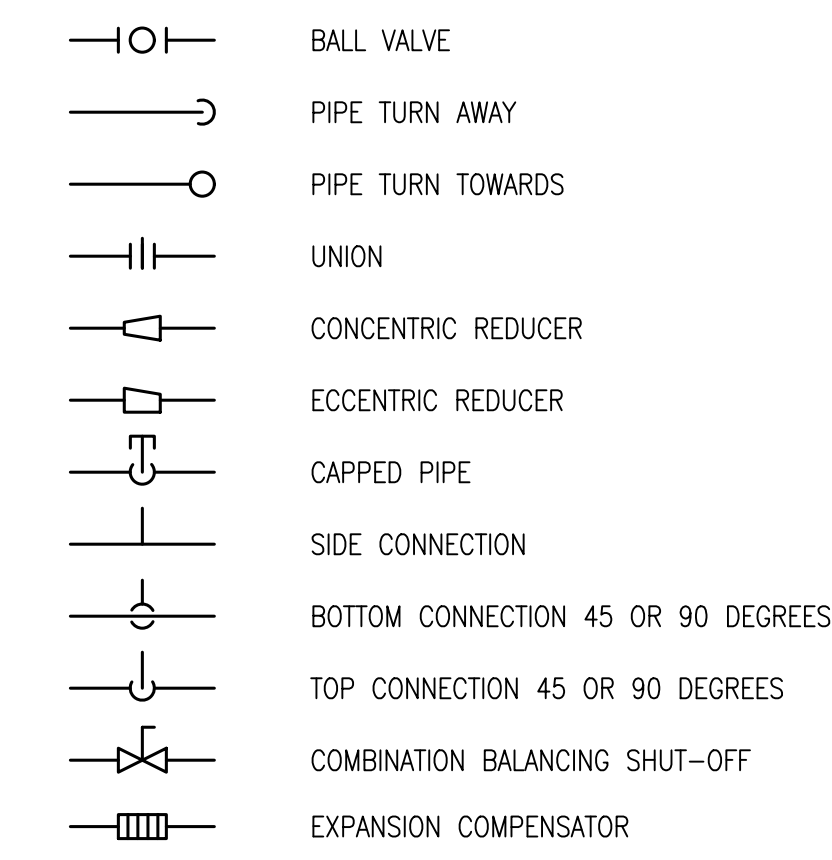 BALL VALVE
PIPE TURN AWAY
PIPE TURN TOWARDS
UNION
CONCENTRIC REDUCER
ECCENTRIC REDUCER
CAPPED PIPE
SIDE CONNECTION
BOTTOM CONNECTION 45 OR 90 DEGREES
TOP CONNECTION 45 OR 90 DEGREES
COMBINATION BALANCING SHUT-OFF
EXPANSION COMPENSATOR